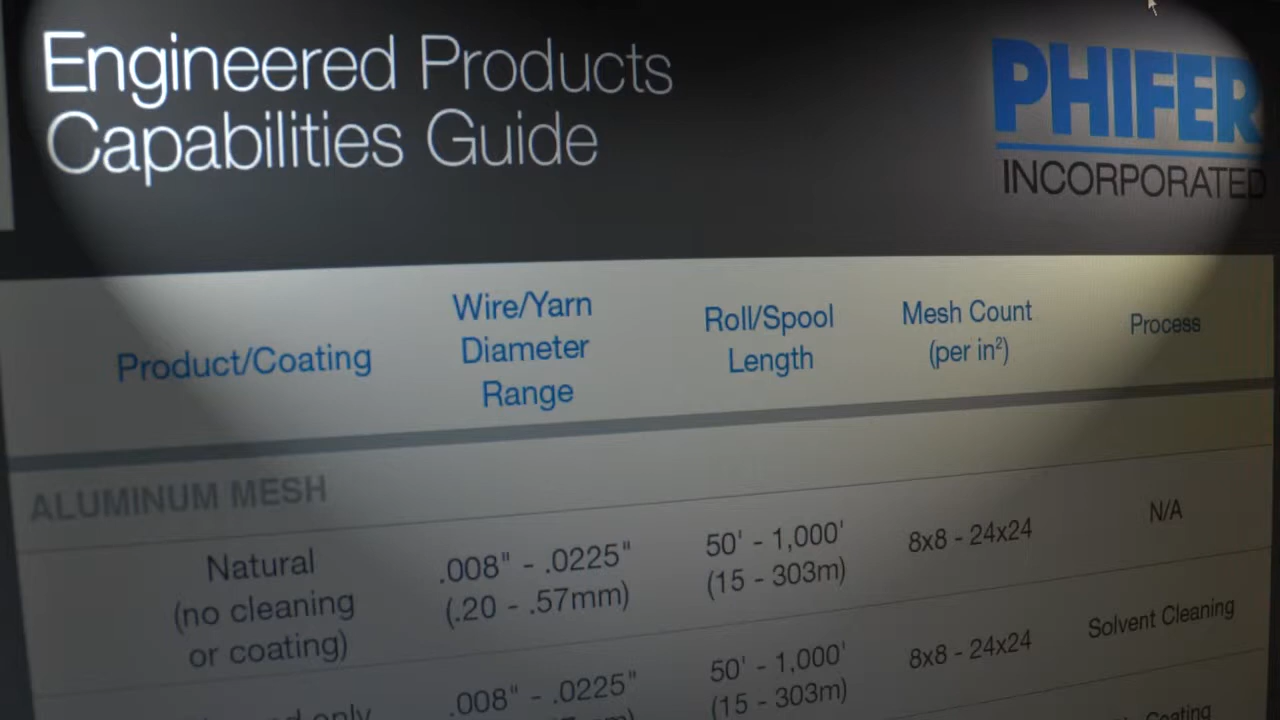 Engineered Products
Capabilities Guide
PHIFER
INCORPORATED
Product/Coating
Wire/Yarn
Diameter
Range
Roll/Spool
Length
Mesh Count
(per in²)
Process
ALUMINUM MESH
Natural
(no cleaning
or coating)
.008" - .0225"
(.20 - .57mm)
50' - 1,000'
(15 - 303m)
8x8 - 24x24
N/A
only
.008" - .0225"
50' - 1,000'
(15 - 303m)
8x8 - 24x24
Solvent Cleaning
Coating